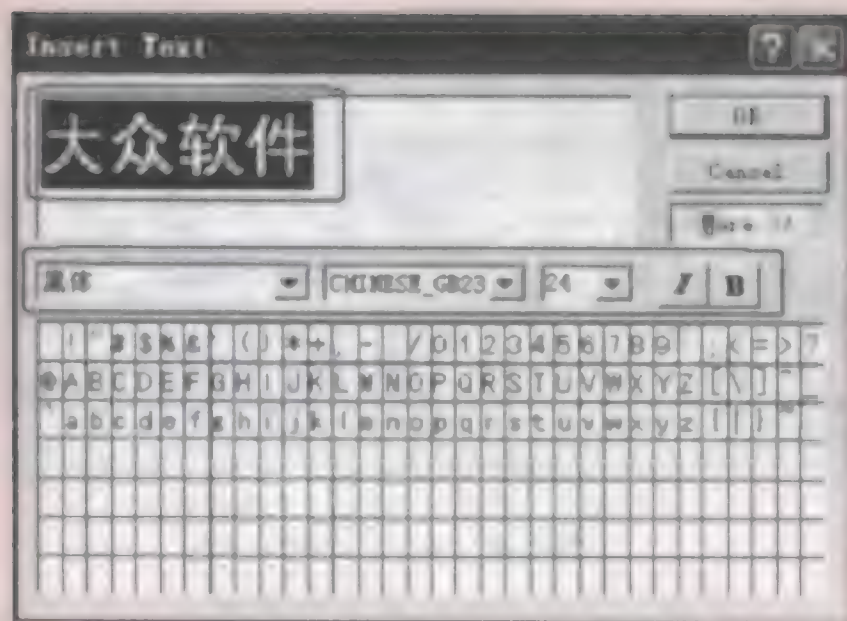 Insert Text
大众软件
OK
Cancel
黑体 CHINESE_GB23 24 I B
! " # $ % & ' ( ) * + , - / 0 1 2 3 4 5 6 7 8 9 ; < = > ?
@ A B C D E F G H I J K L M N O P Q R S T U V W X Y Z [ \ ] ^ _
` a b c d e f g h i j k l m n o p q r s t u v w x y z { | } ~